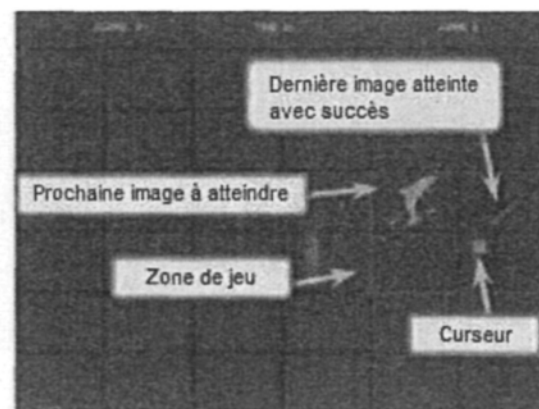 Dernière image atteinte
avec succès
Prochaine image à atteindre
Zone de jeu
Curseur